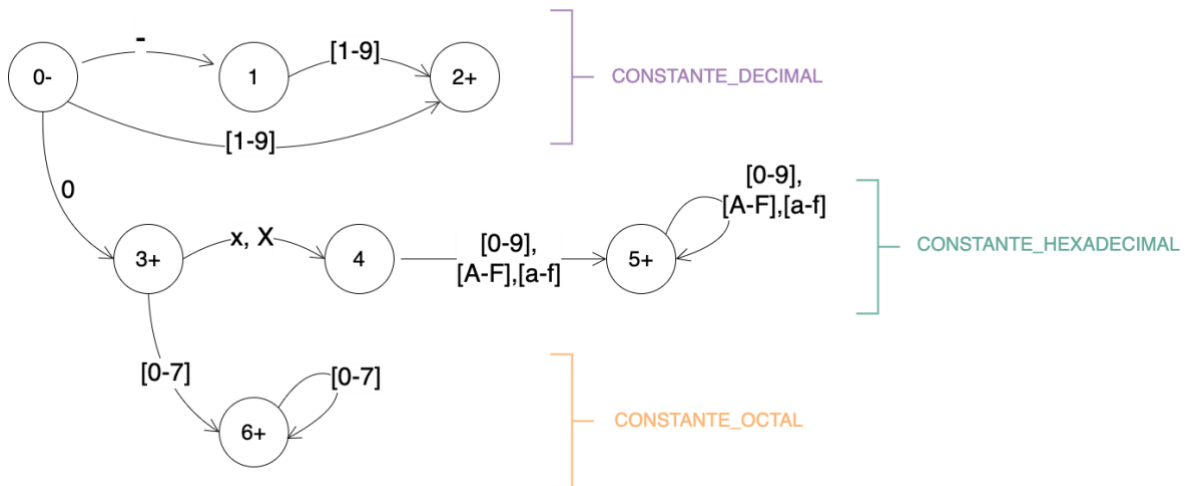 -
[1-9]
0-
1
2+
CONSTANTE_DECIMAL
[1-9]
0
[0-9],
[A-F],[a-f]
x, X
3+
4
[0-9],
[A-F],[a-f]
5+
CONSTANTE_HEXADECIMAL
[0-7]
[0-7]
6+
CONSTANTE_OCTAL